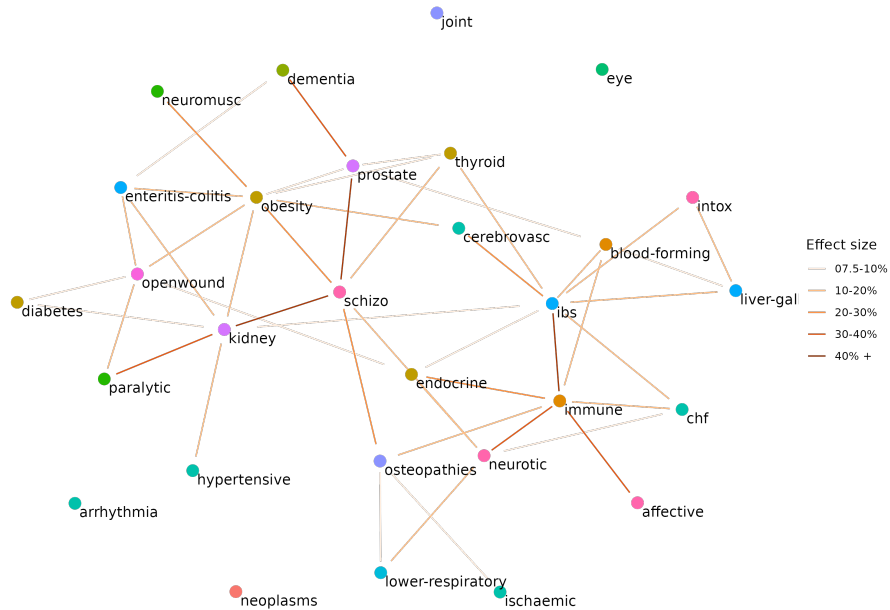 joint
eye
dementia
neuromusc
thyroid
prostate
enteritis-colitis
obesity
intox
cerebrovasc
blood-forming
Effect size
07.5-10%
10-20%
20-30%
30-40%
40% +
openwound
schizo
liver-gall
diabetes
ibs
kidney
paralytic
endocrine
immune
chf
neurotic
osteopathies
hypertensive
arrhythmia
affective
lower-respiratory
neoplasms
ischaemic